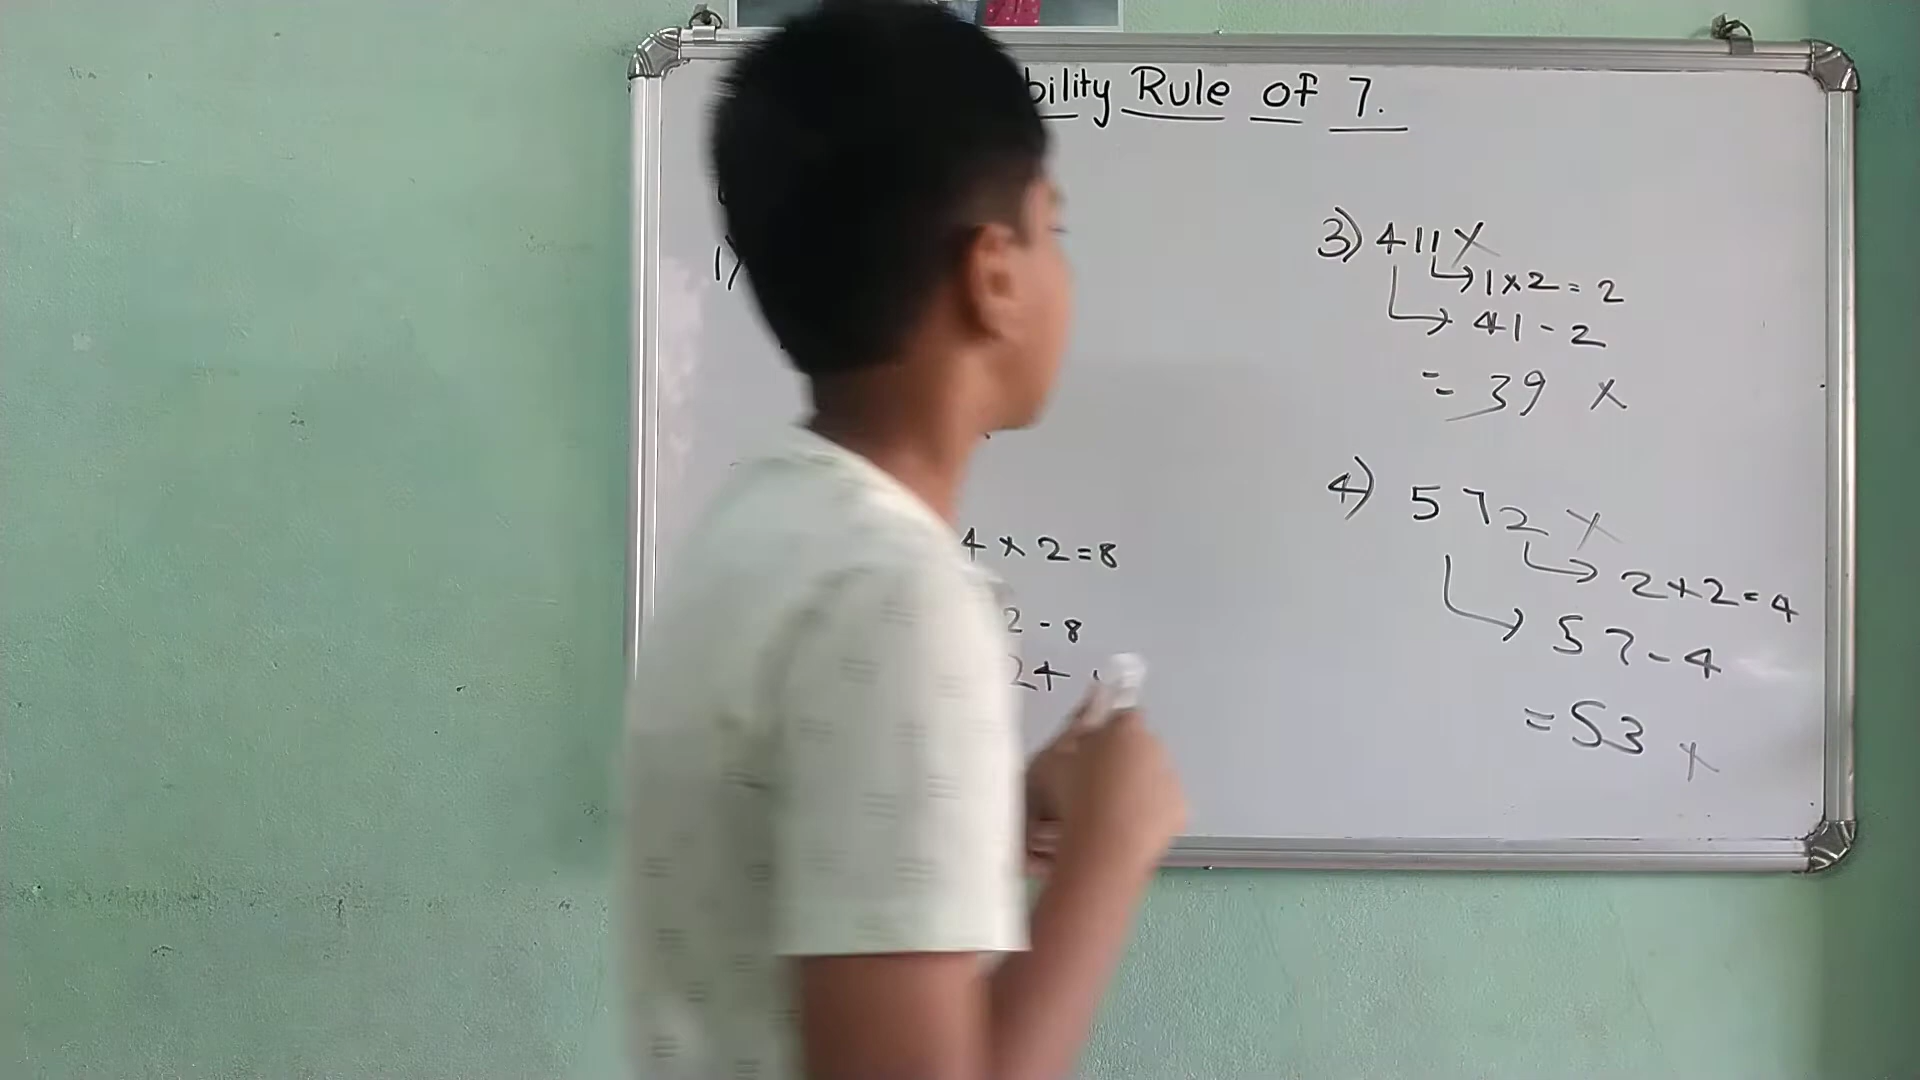 bility Rule of 7.
1)
4 x 2 = 8
2 - 8
24
3) 411 X
1 x 2 = 2
41 - 2
= 39 x
4) 572 X
2 x 2 = 4
57 - 4
= 53 x